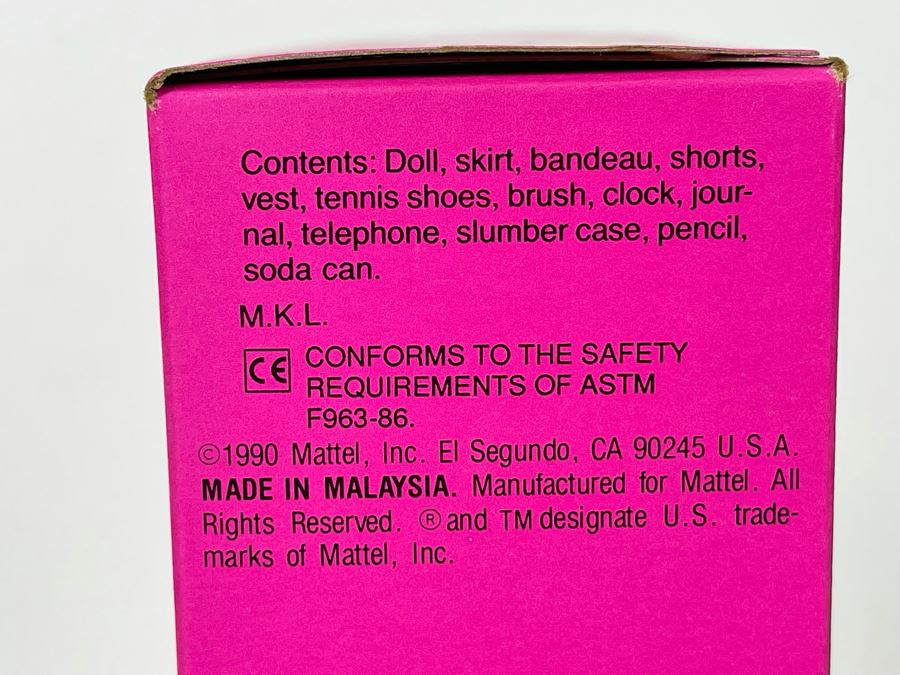 Contents: Doll, skirt, bandeau, shorts,
vest, tennis shoes, brush, clock, jour-
nal, telephone, slumber case, pencil,
soda can.
M.K.L.
CE CONFORMS TO THE SAFETY
REQUIREMENTS OF ASTM
F963-86.
©1990 Mattel, Inc. El Segundo, CA 90245 U.S.A.
MADE IN MALAYSIA. Manufactured for Mattel. All
Rights Reserved. ® and TM designate U.S. trade-
marks of Mattel, Inc.